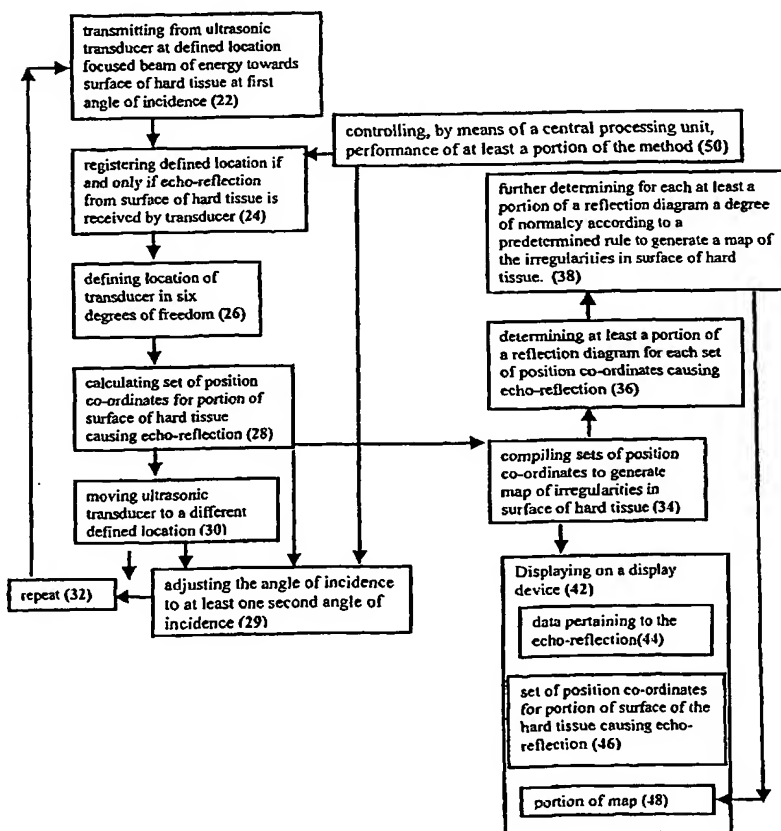 transmitting from ultrasonic
transducer at defined location
focused beam of energy towards
surface of hard tissue at first
angle of incidence (22)
controlling, by means of a central processing unit,
performance of at least a portion of the method (50)
registering defined location if
and only if echo-reflection
from surface of hard tissue is
received by transducer (24)
further determining for each at least a
portion of a reflection diagram a degree
of normalcy according to a
predetermined rule to generate a map of
the irregularities in surface of hard
tissue. (38)
defining location of
transducer in six
degrees of freedom (26)
determining at least a portion of
a reflection diagram for each set
of position co-ordinates causing
echo-reflection (36)
calculating set of position
co-ordinates for portion of
surface of hard tissue
causing echo-reflection (28)
compiling sets of position
co-ordinates to generate
map of irregularities in
surface of hard tissue (34)
moving ultrasonic
transducer to a different
defined location (30)
repeat (32)
adjusting the angle of incidence
to at least one second angle of
incidence (29)
Displaying on a display
device (42)
data pertaining to the
echo-reflection(44)
set of position co-ordinates
for portion of surface of the
hard tissue causing echo-
reflection (46)
portion of map (48)